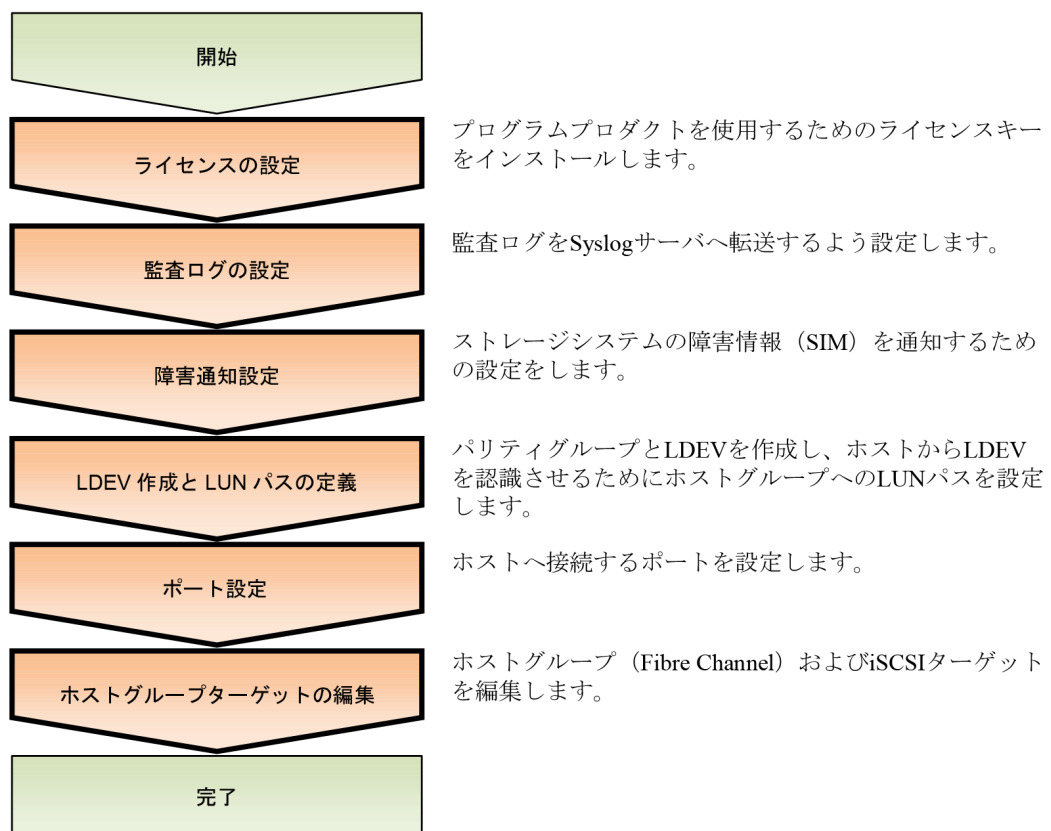 開始
ライセンスの設定
プログラムプロダクトを使用するためのライセンスキー
をインストールします。
監査ログの設定
監査ログをSyslogサーバへ転送するよう設定します。
障害通知設定
ストレージシステムの障害情報（SIM）を通知するため
の設定をします。
LDEV 作成と LUN パスの定義
パリティグループとLDEVを作成し、ホストからLDEV
を認識させるためにホストグループへのLUNパスを設定
します。
ポート設定
ホストへ接続するポートを設定します。
ホストグループターゲットの編集
ホストグループ（Fibre Channel）およびiSCSIターゲット
を編集します。
完了